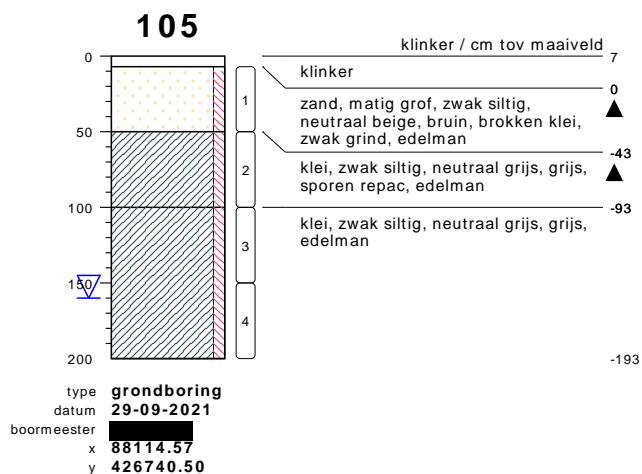 105
klinker / cm tov maaiveld
0
7
klinker
0
1
zand, matig grof, zwak siltig,
neutraal beige, bruin, brokken klei,
zwak grind, edelman
50
-43
2
klei, zwak siltig, neutraal grijs, grijs,
sporen repac, edelman
100
-93
klei, zwak siltig, neutraal grijs, grijs,
edelman
3
150
4
200
-193
type grondboring
datum 29-09-2021
boormeester
x 88114.57
y 426740.50